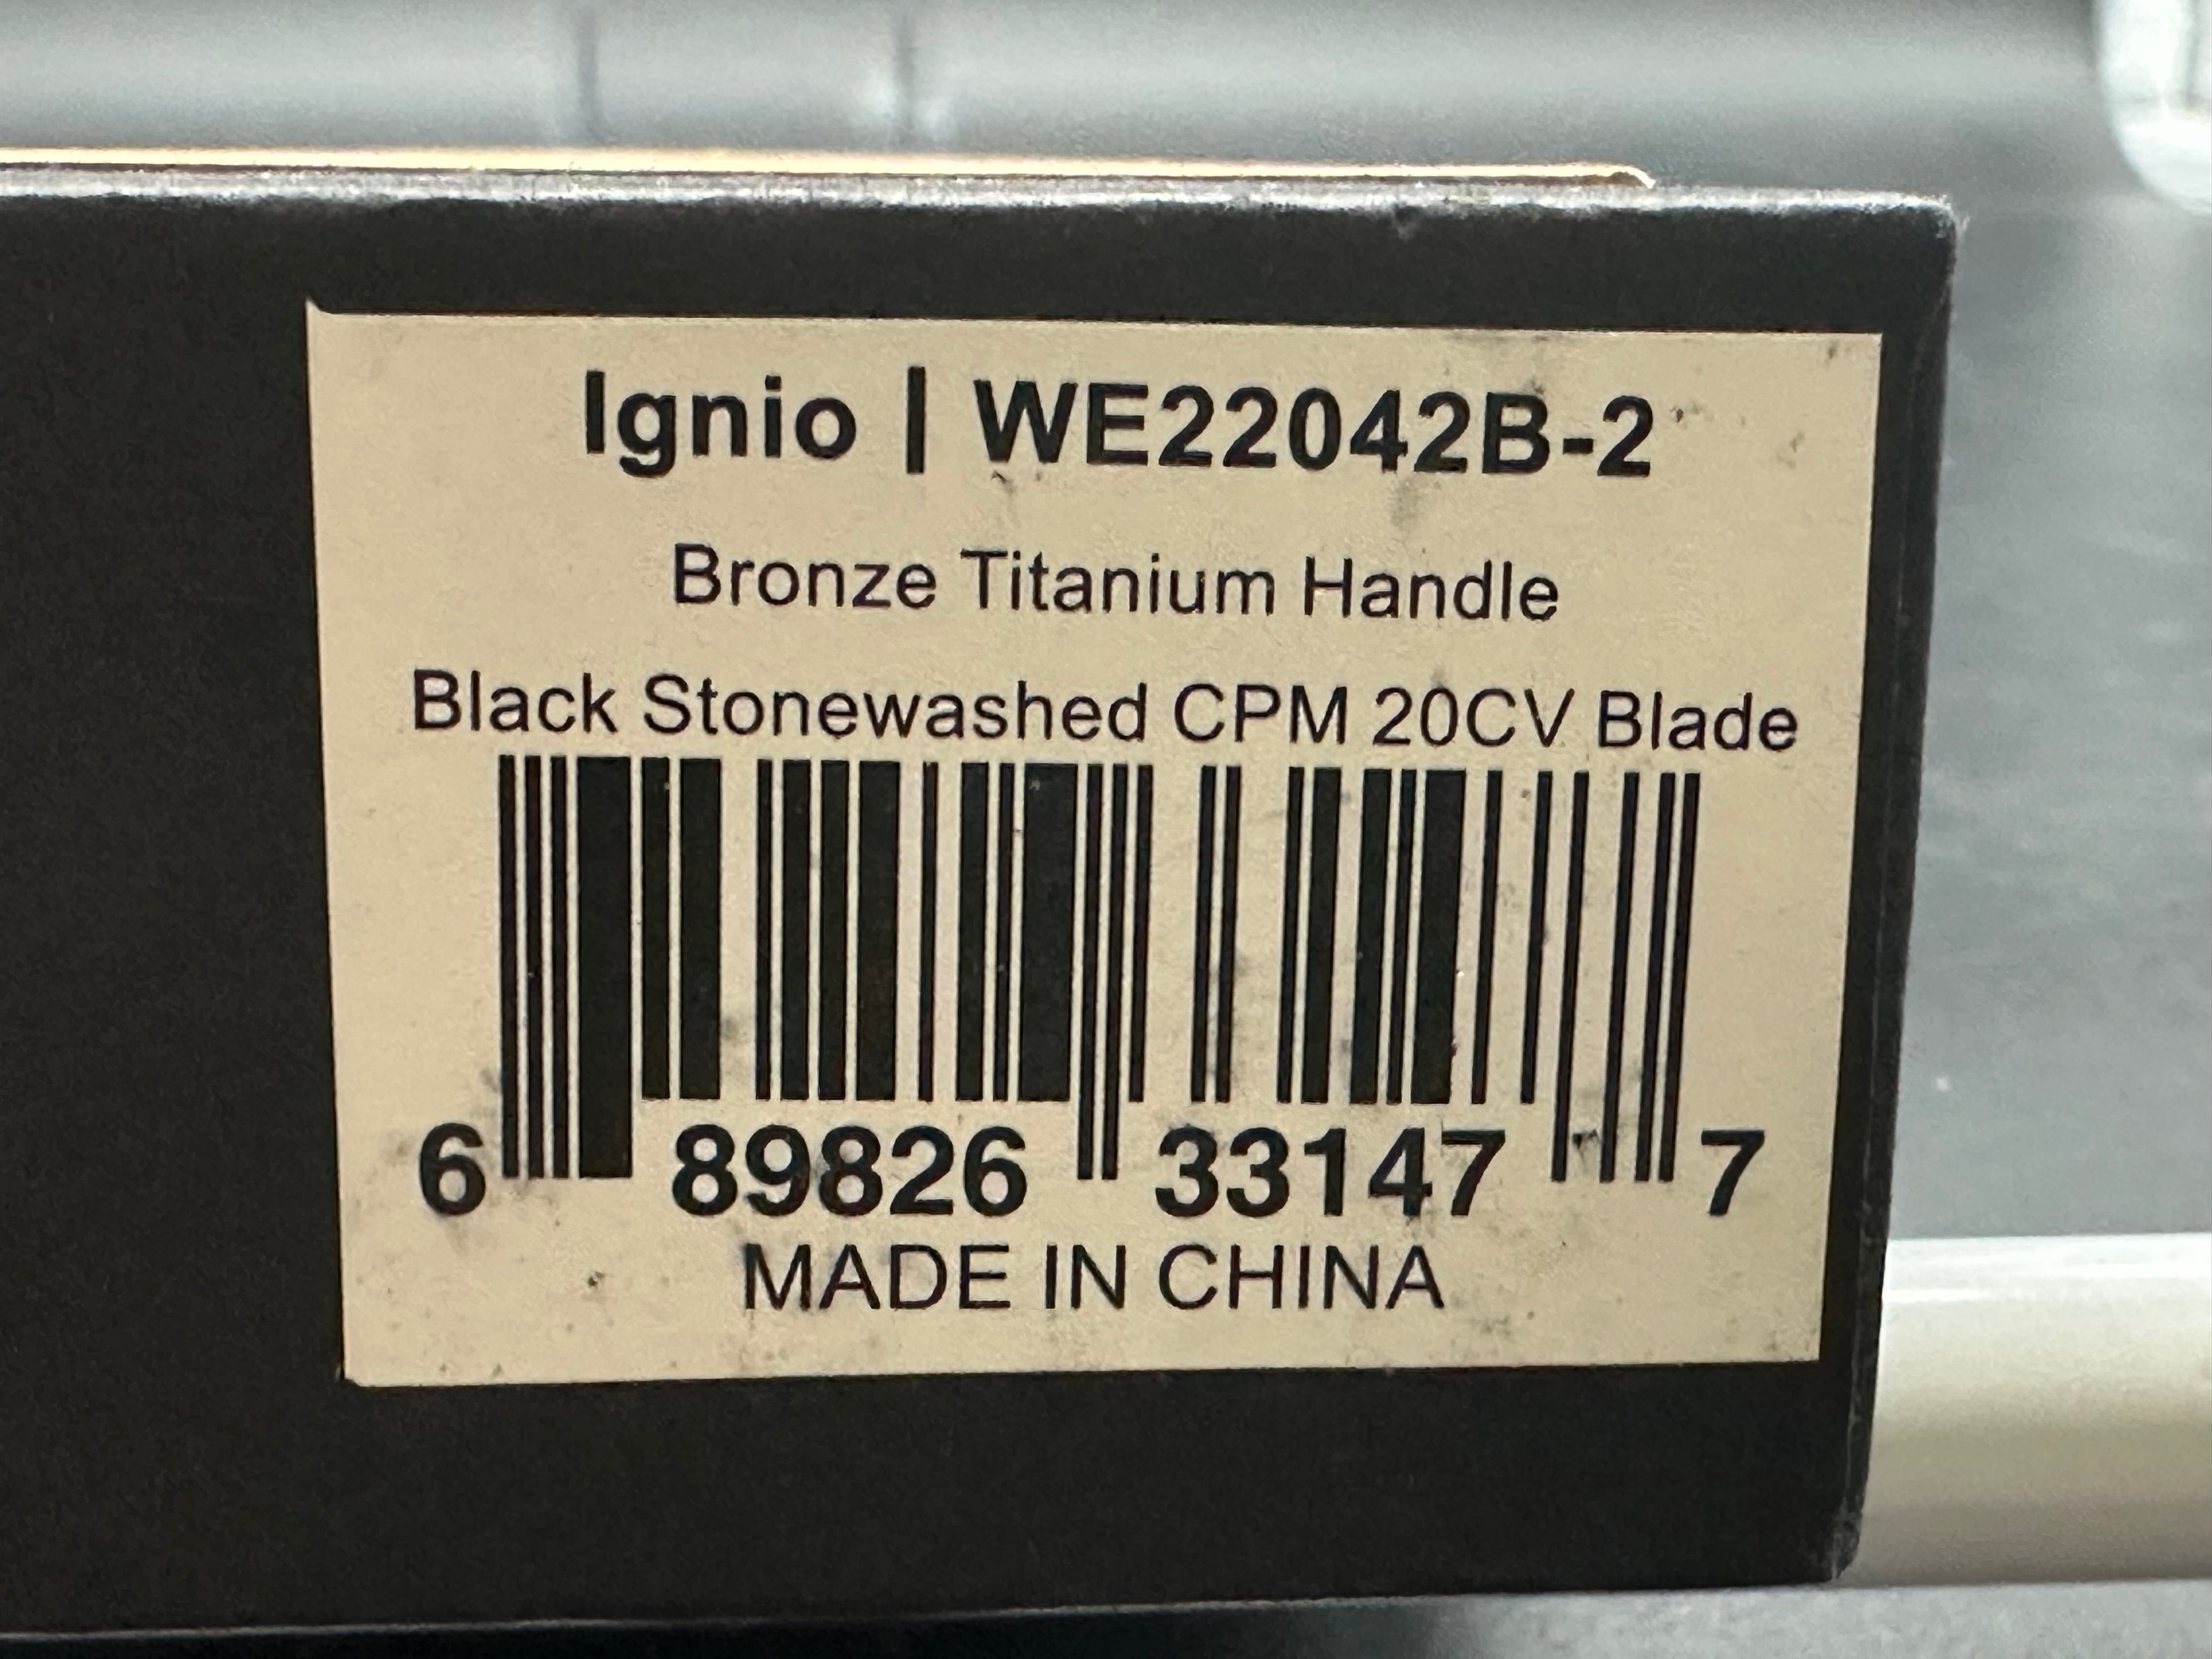 Ignio | WE22042B-2
Bronze Titanium Handle
Black Stonewashed CPM 20CV Blade
6 89826 33147 7
MADE IN CHINA